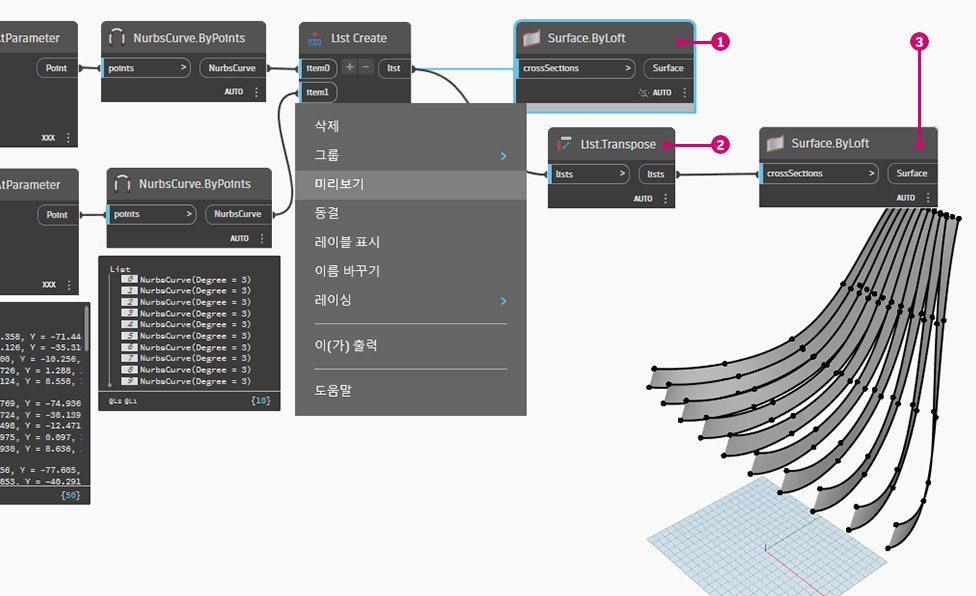 tParameter
Point
XXX
NurbsCurve.ByPoints
points >
NurbsCurve
AUTO
List Create
item0
+ −
list
item1
Surface.ByLoft
crossSections >
Surface
AUTO
1
List.Transpose
lists >
lists
AUTO
2
Surface.ByLoft
crossSections >
Surface
AUTO
3
tParameter
Point
XXX
NurbsCurve.ByPoints
points >
NurbsCurve
AUTO
List
0 NurbsCurve(Degree = 3)
1 NurbsCurve(Degree = 3)
2 NurbsCurve(Degree = 3)
3 NurbsCurve(Degree = 3)
4 NurbsCurve(Degree = 3)
5 NurbsCurve(Degree = 3)
6 NurbsCurve(Degree = 3)
7 NurbsCurve(Degree = 3)
8 NurbsCurve(Degree = 3)
9 NurbsCurve(Degree = 3)
@L2 @L1
{10}
삭제
그룹 >
미리보기
동결
레이블 표시
이름 바꾸기
레이싱 >
이(가) 출력
도움말
.358, Y = -71.44
.126, Y = -35.31
00, Y = -10.256,
726, Y = 1.288,
124, Y = 8.558,
769, Y = -74.936
724, Y = -38.139
498, Y = -12.471
975, Y = 0.097,
930, Y = 8.636,
56, Y = -77.605,
853, Y = -40.291
{50}